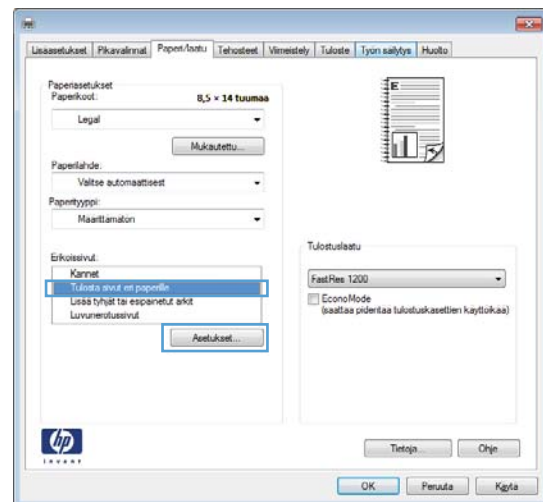 Lisäasetukset Pikavalinnat Paperi/laatu Tehosteet Viimeistely Tuloste Työn säilytys Huolto
Paperiasetukset
Paperikoot: 8,5 × 14 tuumaa
Legal
Mukautettu...
Paperilähde:
Valitse automaattisesti
Paperityyppi:
Määrittämätön
Erikoissivut:
Kannet
Tulosta sivut eri paperille
Lisää tyhjät tai esipainetut arkit
Luvunerotussivut
Asetukset...
E
Tulostuslaatu
FastRes 1200
EconoMode
(saattaa pidentää tulostuskasettien käyttöikää)
hp
invent
Tietoja... Ohje
OK Peruuta Käytä